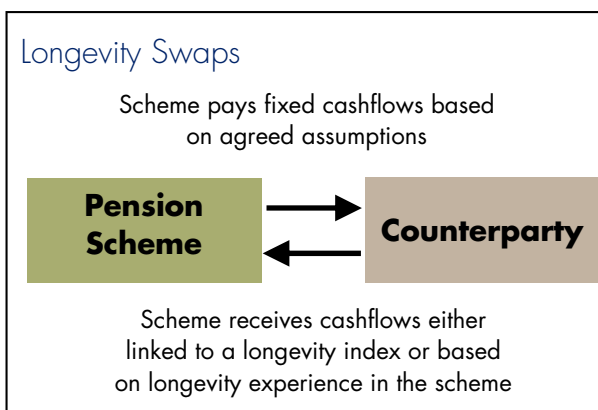 Longevity Swaps
Scheme pays fixed cashflows based
on agreed assumptions
Pension
Scheme
Counterparty
Scheme receives cashflows either
linked to a longevity index or based
on longevity experience in the scheme